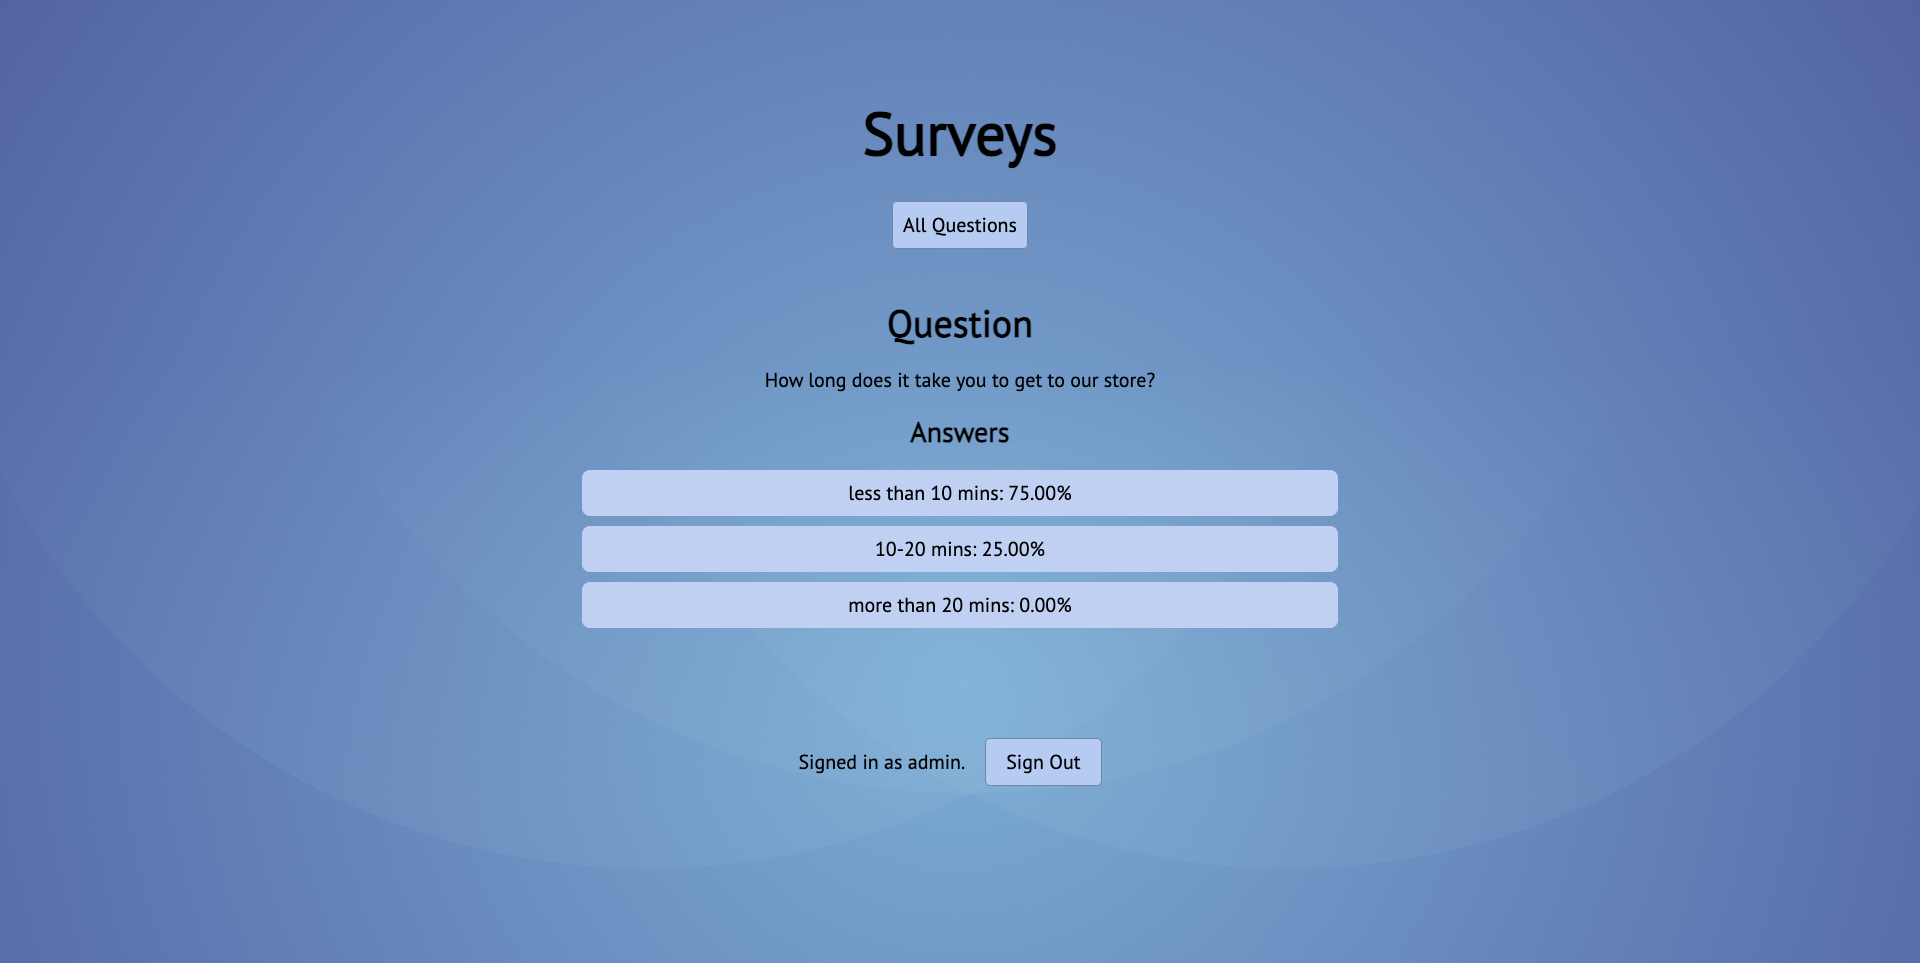 Surveys
All Questions
Question
How long does it take you to get to our store?
Answers
less than 10 mins: 75.00%
10-20 mins: 25.00%
more than 20 mins: 0.00%
Signed in as admin. Sign Out